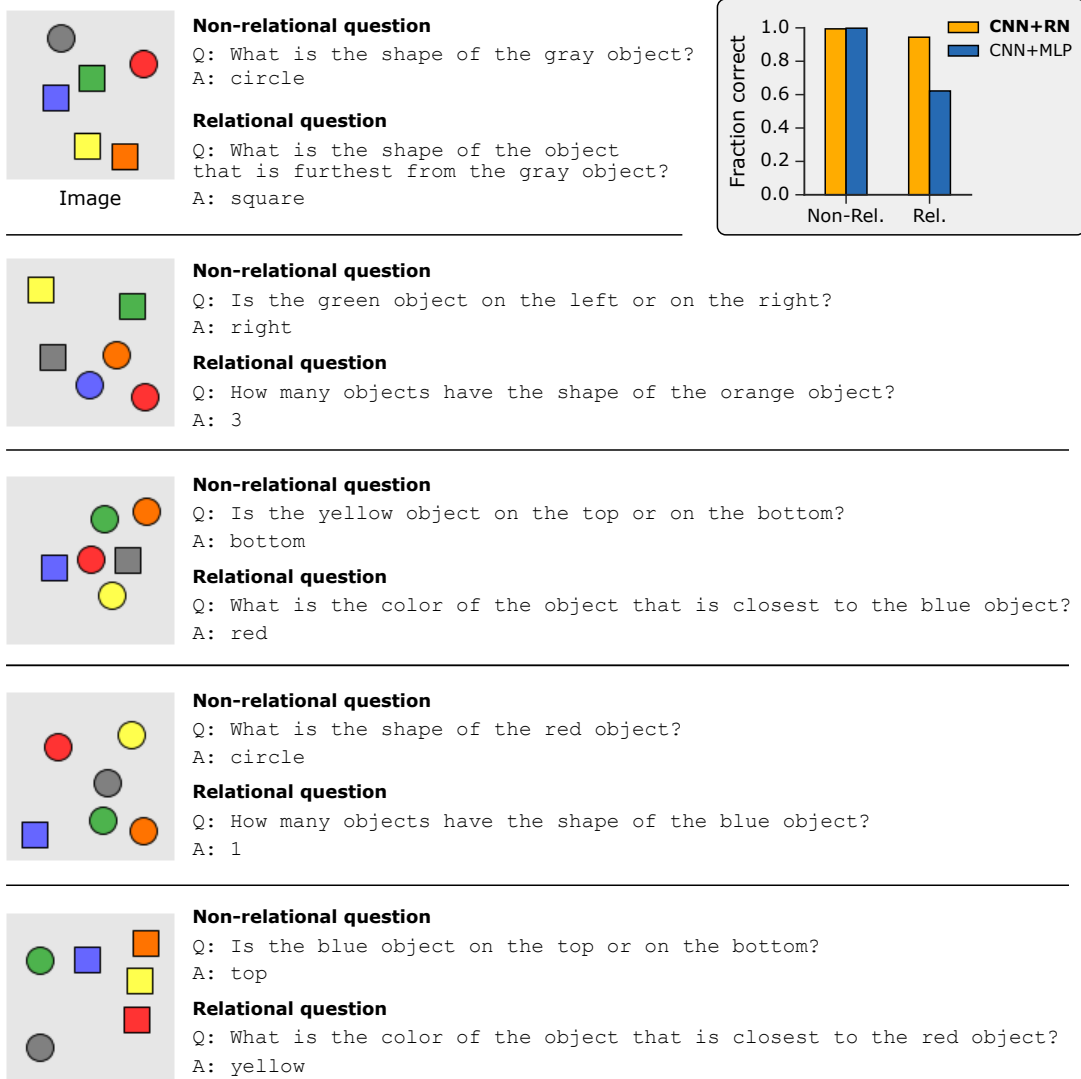 Non-relational question
Q: What is the shape of the gray object?
A: circle
Relational question
Q: What is the shape of the object
that is furthest from the gray object?
A: square
Image
Fraction correct
1.0
0.8
0.6
0.4
0.2
0.0
Non-Rel.
Rel.
CNN+RN
CNN+MLP
Non-relational question
Q: Is the green object on the left or on the right?
A: right
Relational question
Q: How many objects have the shape of the orange object?
A: 3
Non-relational question
Q: Is the yellow object on the top or on the bottom?
A: bottom
Relational question
Q: What is the color of the object that is closest to the blue object?
A: red
Non-relational question
Q: What is the shape of the red object?
A: circle
Relational question
Q: How many objects have the shape of the blue object?
A: 1
Non-relational question
Q: Is the blue object on the top or on the bottom?
A: top
Relational question
Q: What is the color of the object that is closest to the red object?
A: yellow